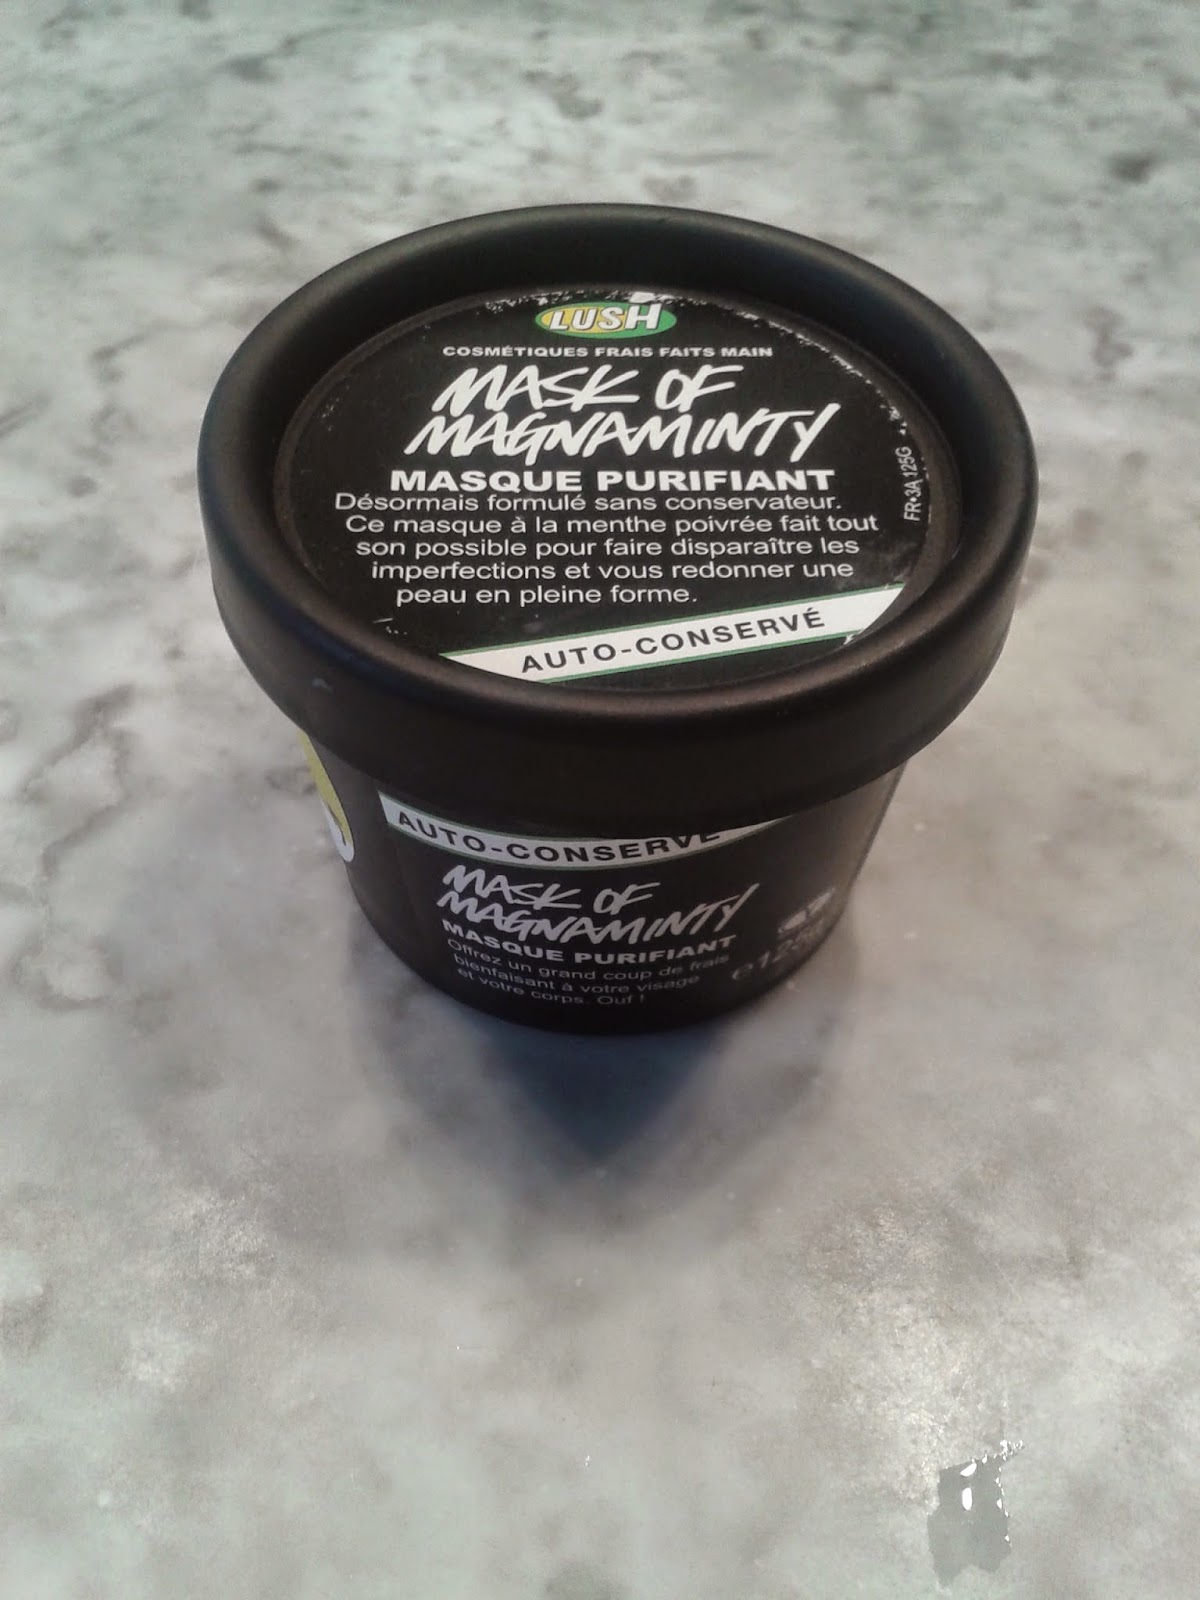 LUSH
COSMÉTIQUES FRAIS FAITS MAIN
MASK OF
MAGNAMINTY
MASQUE PURIFIANT
Désormais formulé sans conservateur.
Ce masque à la menthe poivrée fait tout
son possible pour faire disparaître les
imperfections et vous redonner une
peau en pleine forme.
AUTO-CONSERVÉ
FR•3A 125G
AUTO-CONSERVÉ
MASK OF
MAGNAMINTY
MASQUE PURIFIANT
Offrez un grand coup de frais
bienfaisant à votre visage
et votre corps. Ouf !
e125g